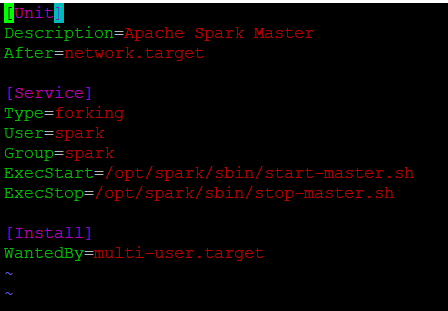 [Unit]
Description=Apache Spark Master
After=network.target
[Service]
Type=forking
User=spark
Group=spark
ExecStart=/opt/spark/sbin/start-master.sh
ExecStop=/opt/spark/sbin/stop-master.sh
[Install]
WantedBy=multi-user.target
~
~